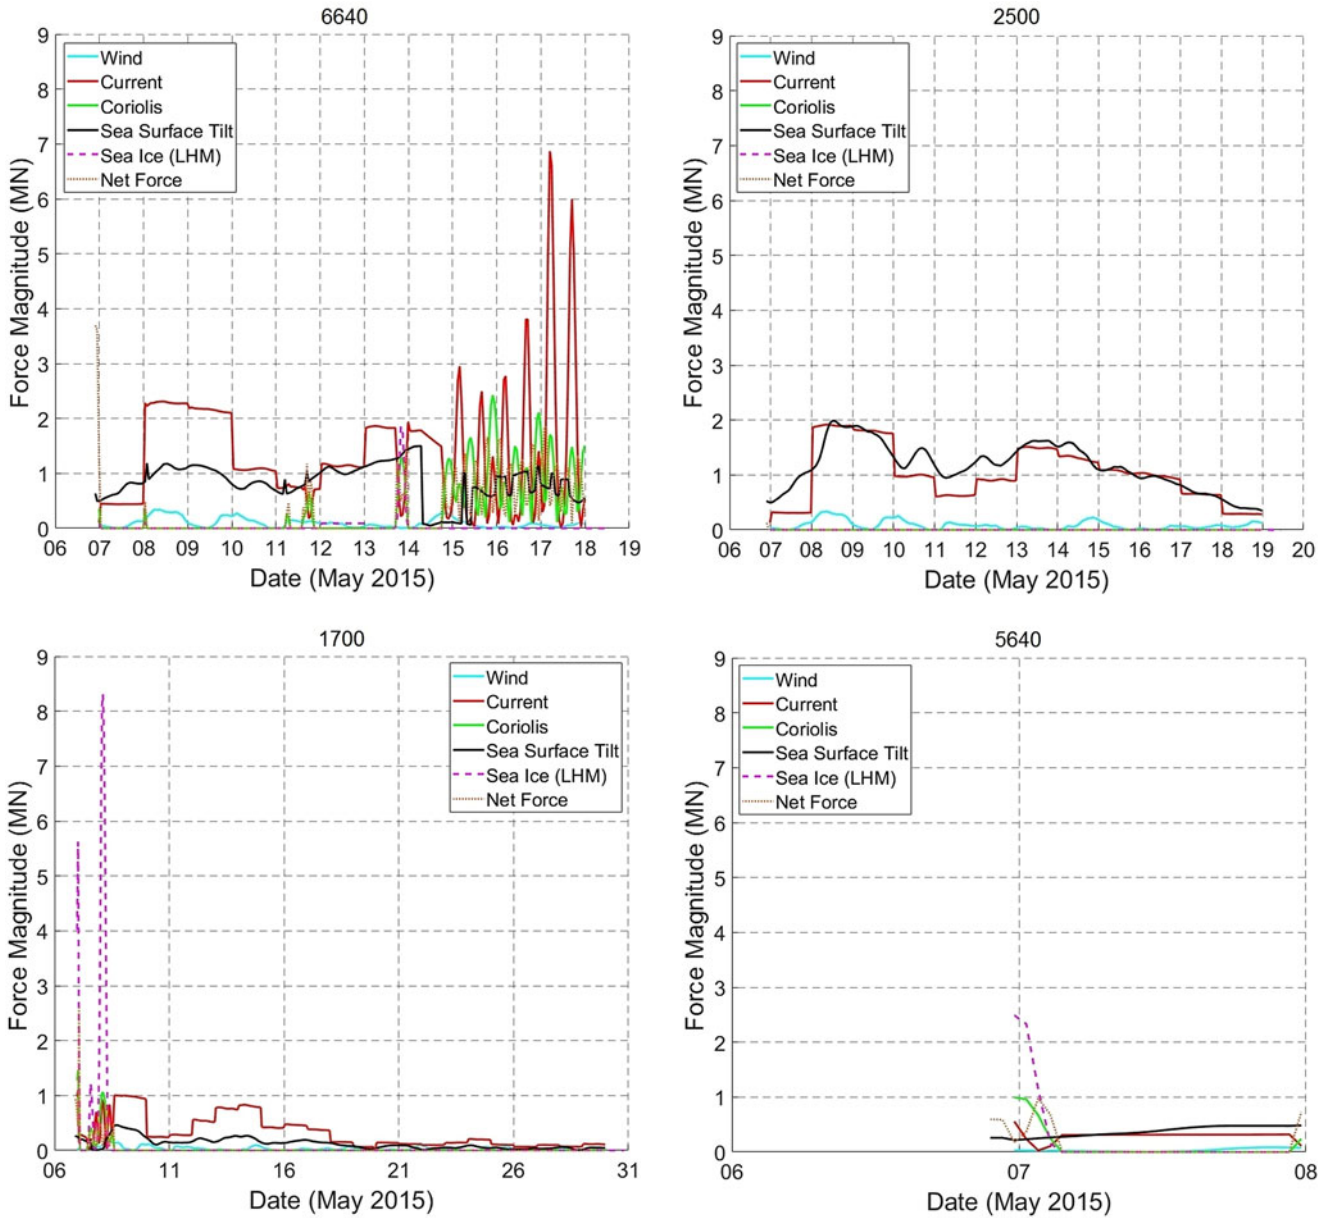 6640
9
8
7
6
5
4
3
2
1
0
Force Magnitude (MN)
Wind
Current
Coriolis
Sea Surface Tilt
Sea Ice (LHM)
Net Force
06 07 08 09 10 11 12 13 14 15 16 17 18 19
Date (May 2015)
2500
9
8
7
6
5
4
3
2
1
0
Force Magnitude (MN)
Wind
Current
Coriolis
Sea Surface Tilt
Sea Ice (LHM)
Net Force
06 07 08 09 10 11 12 13 14 15 16 17 18 19 20
Date (May 2015)
1700
9
8
7
6
5
4
3
2
1
0
Force Magnitude (MN)
Wind
Current
Coriolis
Sea Surface Tilt
Sea Ice (LHM)
Net Force
06 11 16 21 26 31
Date (May 2015)
5640
9
8
7
6
5
4
3
2
1
0
Force Magnitude (MN)
Wind
Current
Coriolis
Sea Surface Tilt
Sea Ice (LHM)
Net Force
06 07 08
Date (May 2015)